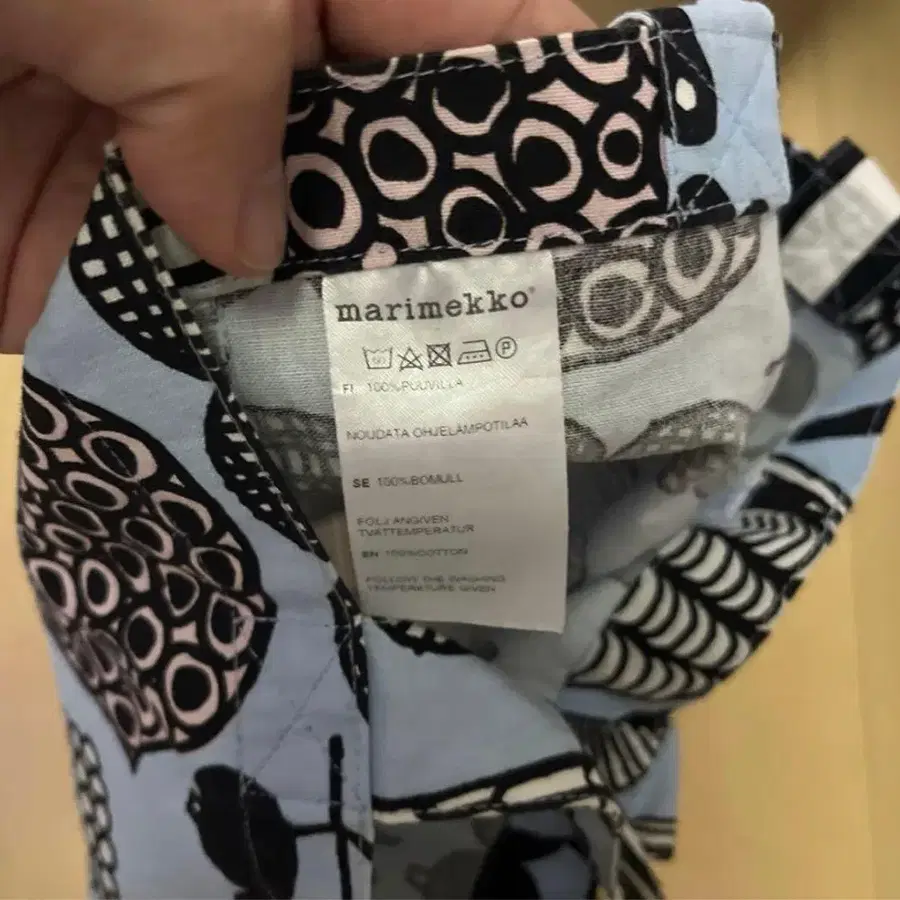 marimekko®
60 P
FI 100%PUUVILLA
NOUDATA OHJELÄMPÖTILAA
SE 100%BOMULL
FÖLJ ANGIVEN
TVÄTTEMPERATUR
EN 100%COTTON
FOLLOW THE WASHING
TEMPERATURE GIVEN